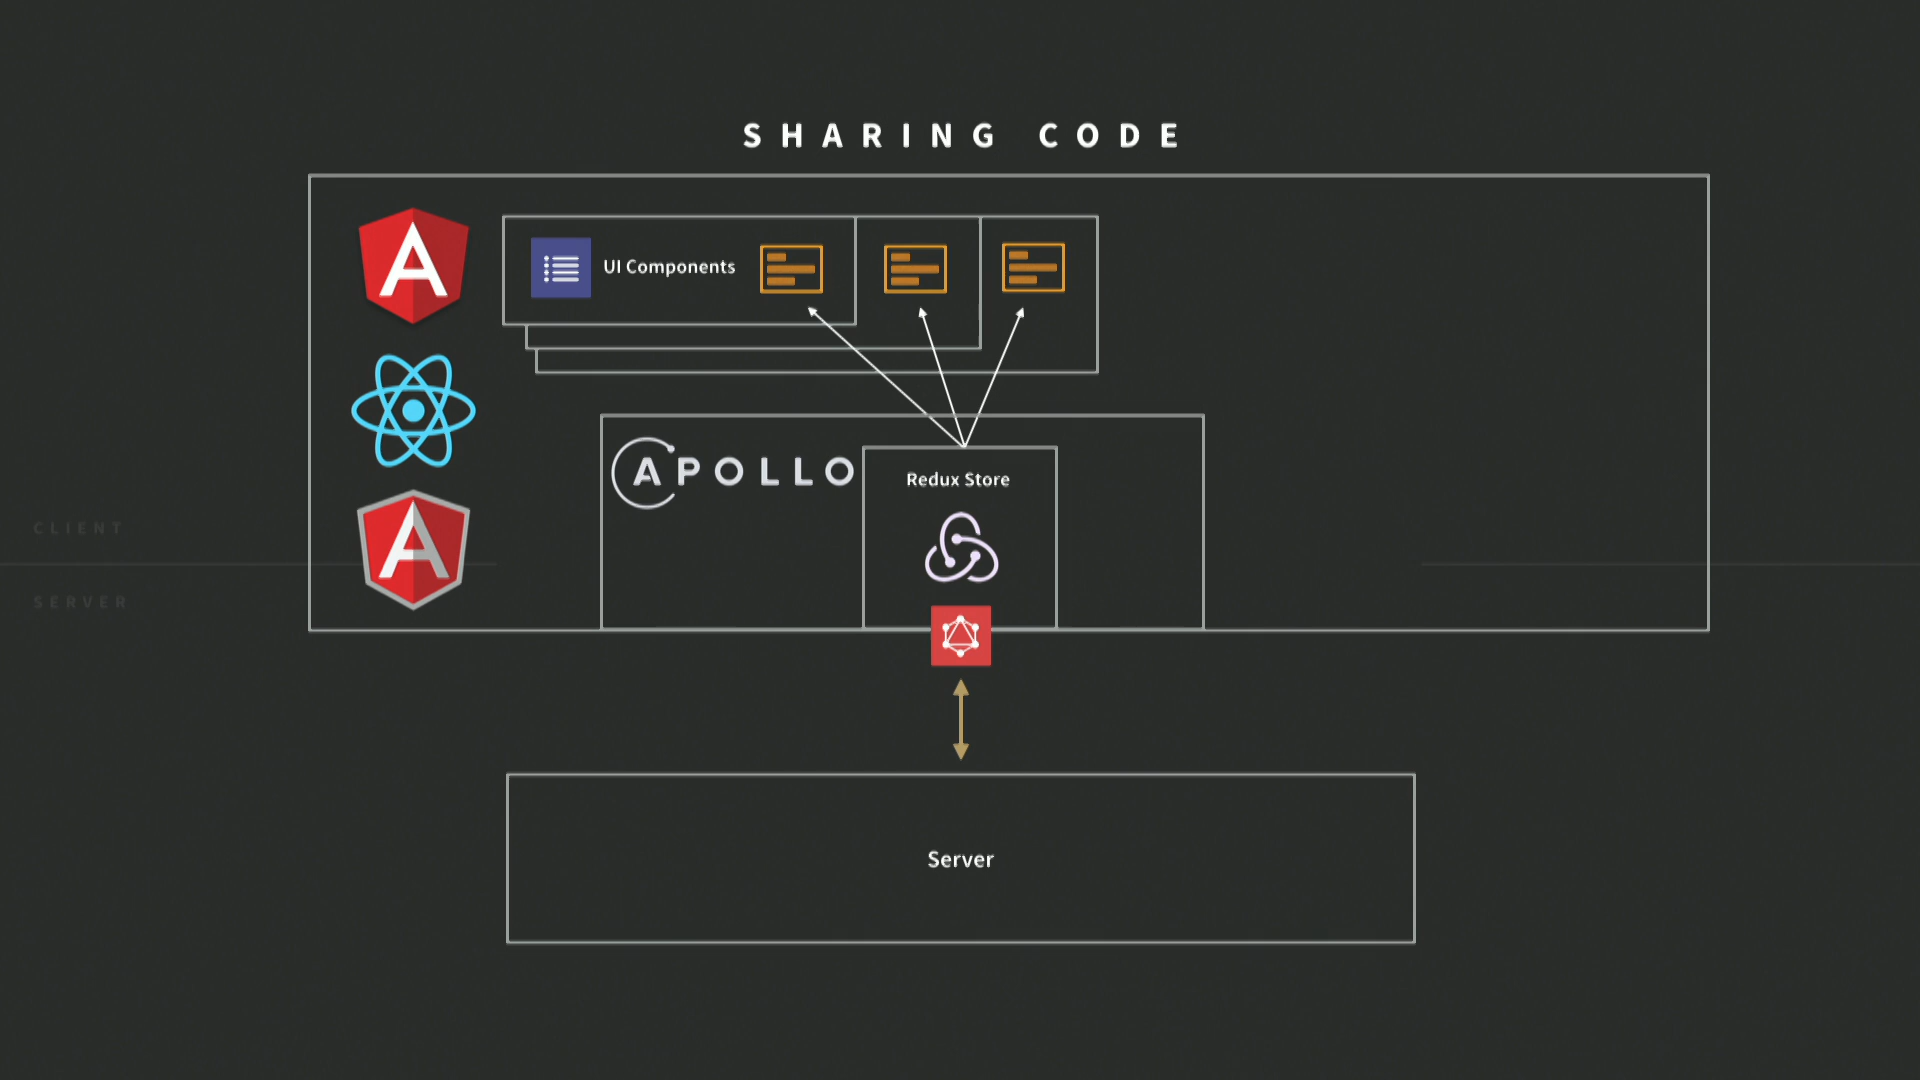 SHARING CODE
UI Components
APOLLO
Redux Store
CLIENT
SERVER
Server